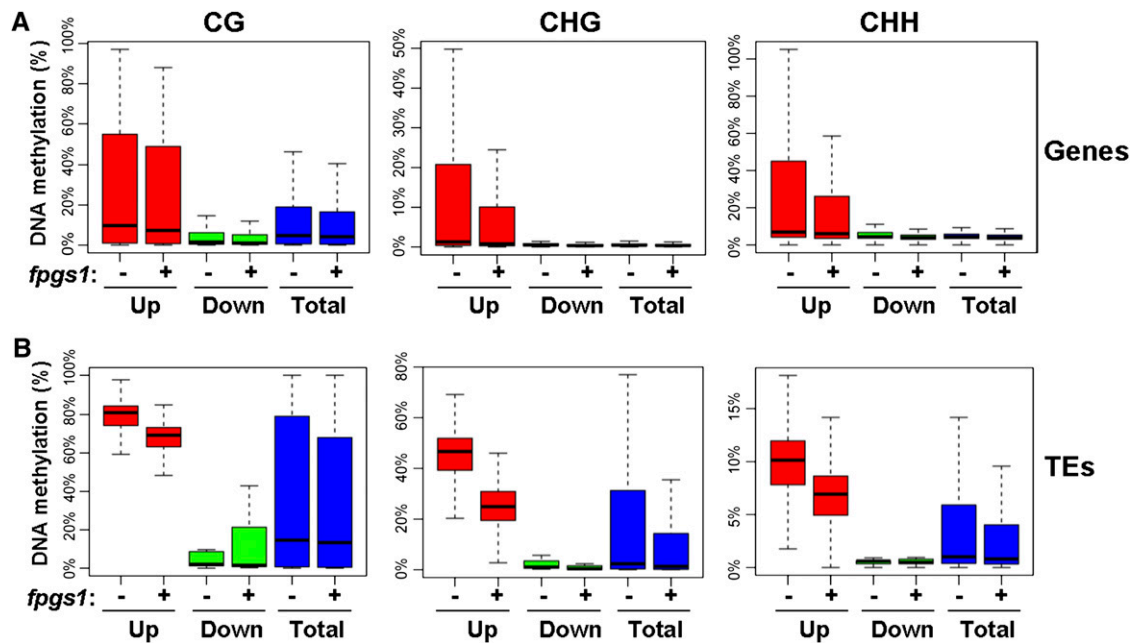 A
CG
CHG
CHH
DNA methylation (%)
0%
20%
40%
60%
80%
100%
0%
10%
20%
30%
40%
50%
0%
20%
40%
60%
80%
100%
Genes
fpgs1: - + - + - +
- + - + - +
- + - + - +
Up Down Total
Up Down Total
Up Down Total
B
DNA methylation (%)
0%
20%
40%
60%
80%
100%
0%
20%
40%
60%
80%
0%
5%
10%
15%
TEs
fpgs1: - + - + - +
- + - + - +
- + - + - +
Up Down Total
Up Down Total
Up Down Total